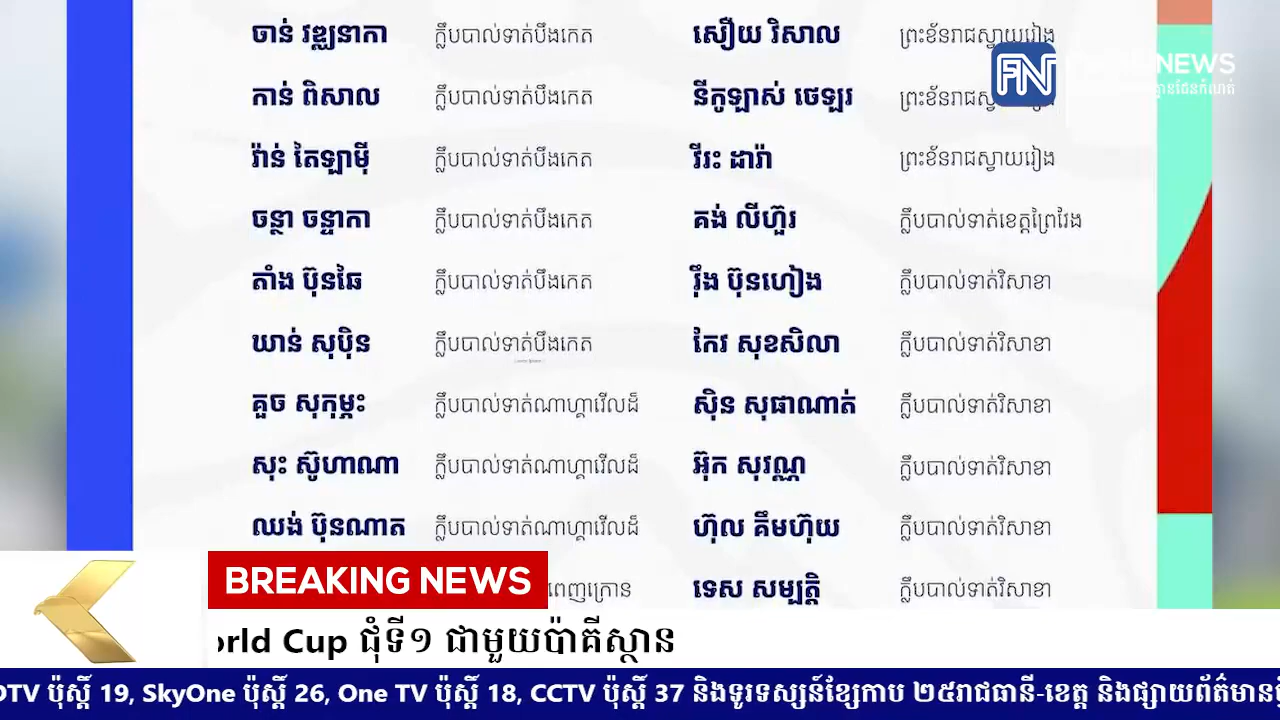 ចាន់ វឌ្ឍនាកា ក្លឹបបាល់ទាត់បឹងកេត
កាន់ ពិសាល ក្លឹបបាល់ទាត់បឹងកេត
វ៉ាន់ តៃឡាម៉ី ក្លឹបបាល់ទាត់បឹងកេត
ចន្ថា ចន្ទាកា ក្លឹបបាល់ទាត់បឹងកេត
តាំង ប៊ុនឆៃ ក្លឹបបាល់ទាត់បឹងកេត
ឃាន់ សុប៉ិន ក្លឹបបាល់ទាត់បឹងកេត
គួច សុកុម្ភះ ក្លឹបបាល់ទាត់ណាហ្គាវើលដ៏
សុះ ស៊ូហាណា ក្លឹបបាល់ទាត់ណាហ្គាវើលដ៏
ឈង់ ប៊ុនណាត ក្លឹបបាល់ទាត់ណាហ្គាវើលដ៏
ពេញក្រោន
សឿយ វិសាល ព្រះខ័នរាជស្វាយរៀង
នីកូឡាស់ ថេឡរ ព្រះខ័នរាជស្វាយរៀង
វីរះ ដារ៉ា ព្រះខ័នរាជស្វាយរៀង
គង់ លីហ៊ួរ ក្លឹបបាល់ទាត់ខេត្តព្រៃវែង
រ៉ឹង ប៊ុនហៀង ក្លឹបបាល់ទាត់វិសាខា
កែវ សុខសិលា ក្លឹបបាល់ទាត់វិសាខា
ស៊ិន សុផាណាត់ ក្លឹបបាល់ទាត់វិសាខា
អ៊ុក សុវណ្ណ ក្លឹបបាល់ទាត់វិសាខា
ហ៊ុល គឹមហ៊ុយ ក្លឹបបាល់ទាត់វិសាខា
ទេស សម្បត្តិ ក្លឹបបាល់ទាត់វិសាខា
FN
NEWS
BREAKING NEWS
orld Cup ជុំទី១ ជាមួយប៉ាគីស្ថាន
DTV ប៉ុស្តិ៍ 19, SkyOne ប៉ុស្តិ៍ 26, One TV ប៉ុស្តិ៍ 18, CCTV ប៉ុស្តិ៍ 37 និងទូរទស្សន៍ខ្សែកាប ២៥រាជធានី-ខេត្ត និងផ្សាយព័ត៌មាន